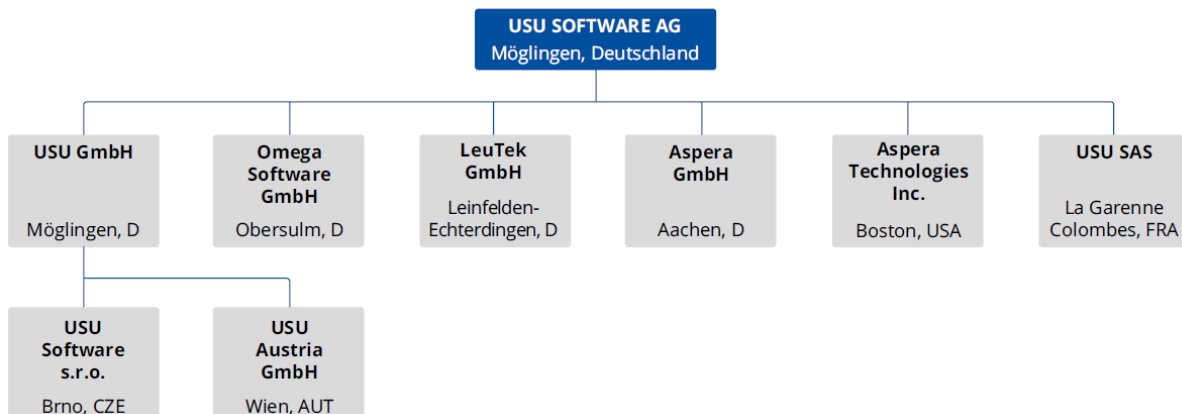 USU SOFTWARE AG
Möglingen, Deutschland
USU GmbH
Möglingen, D
Omega
Software
GmbH
Obersulm, D
LeuTek
GmbH
Leinfelden-
Echterdingen, D
Aspera
GmbH
Aachen, D
Aspera
Technologies
Inc.
Boston, USA
USU SAS
La Garenne
Colombes, FRA
USU
Software
s.r.o.
Brno, CZE
USU
Austria
GmbH
Wien, AUT